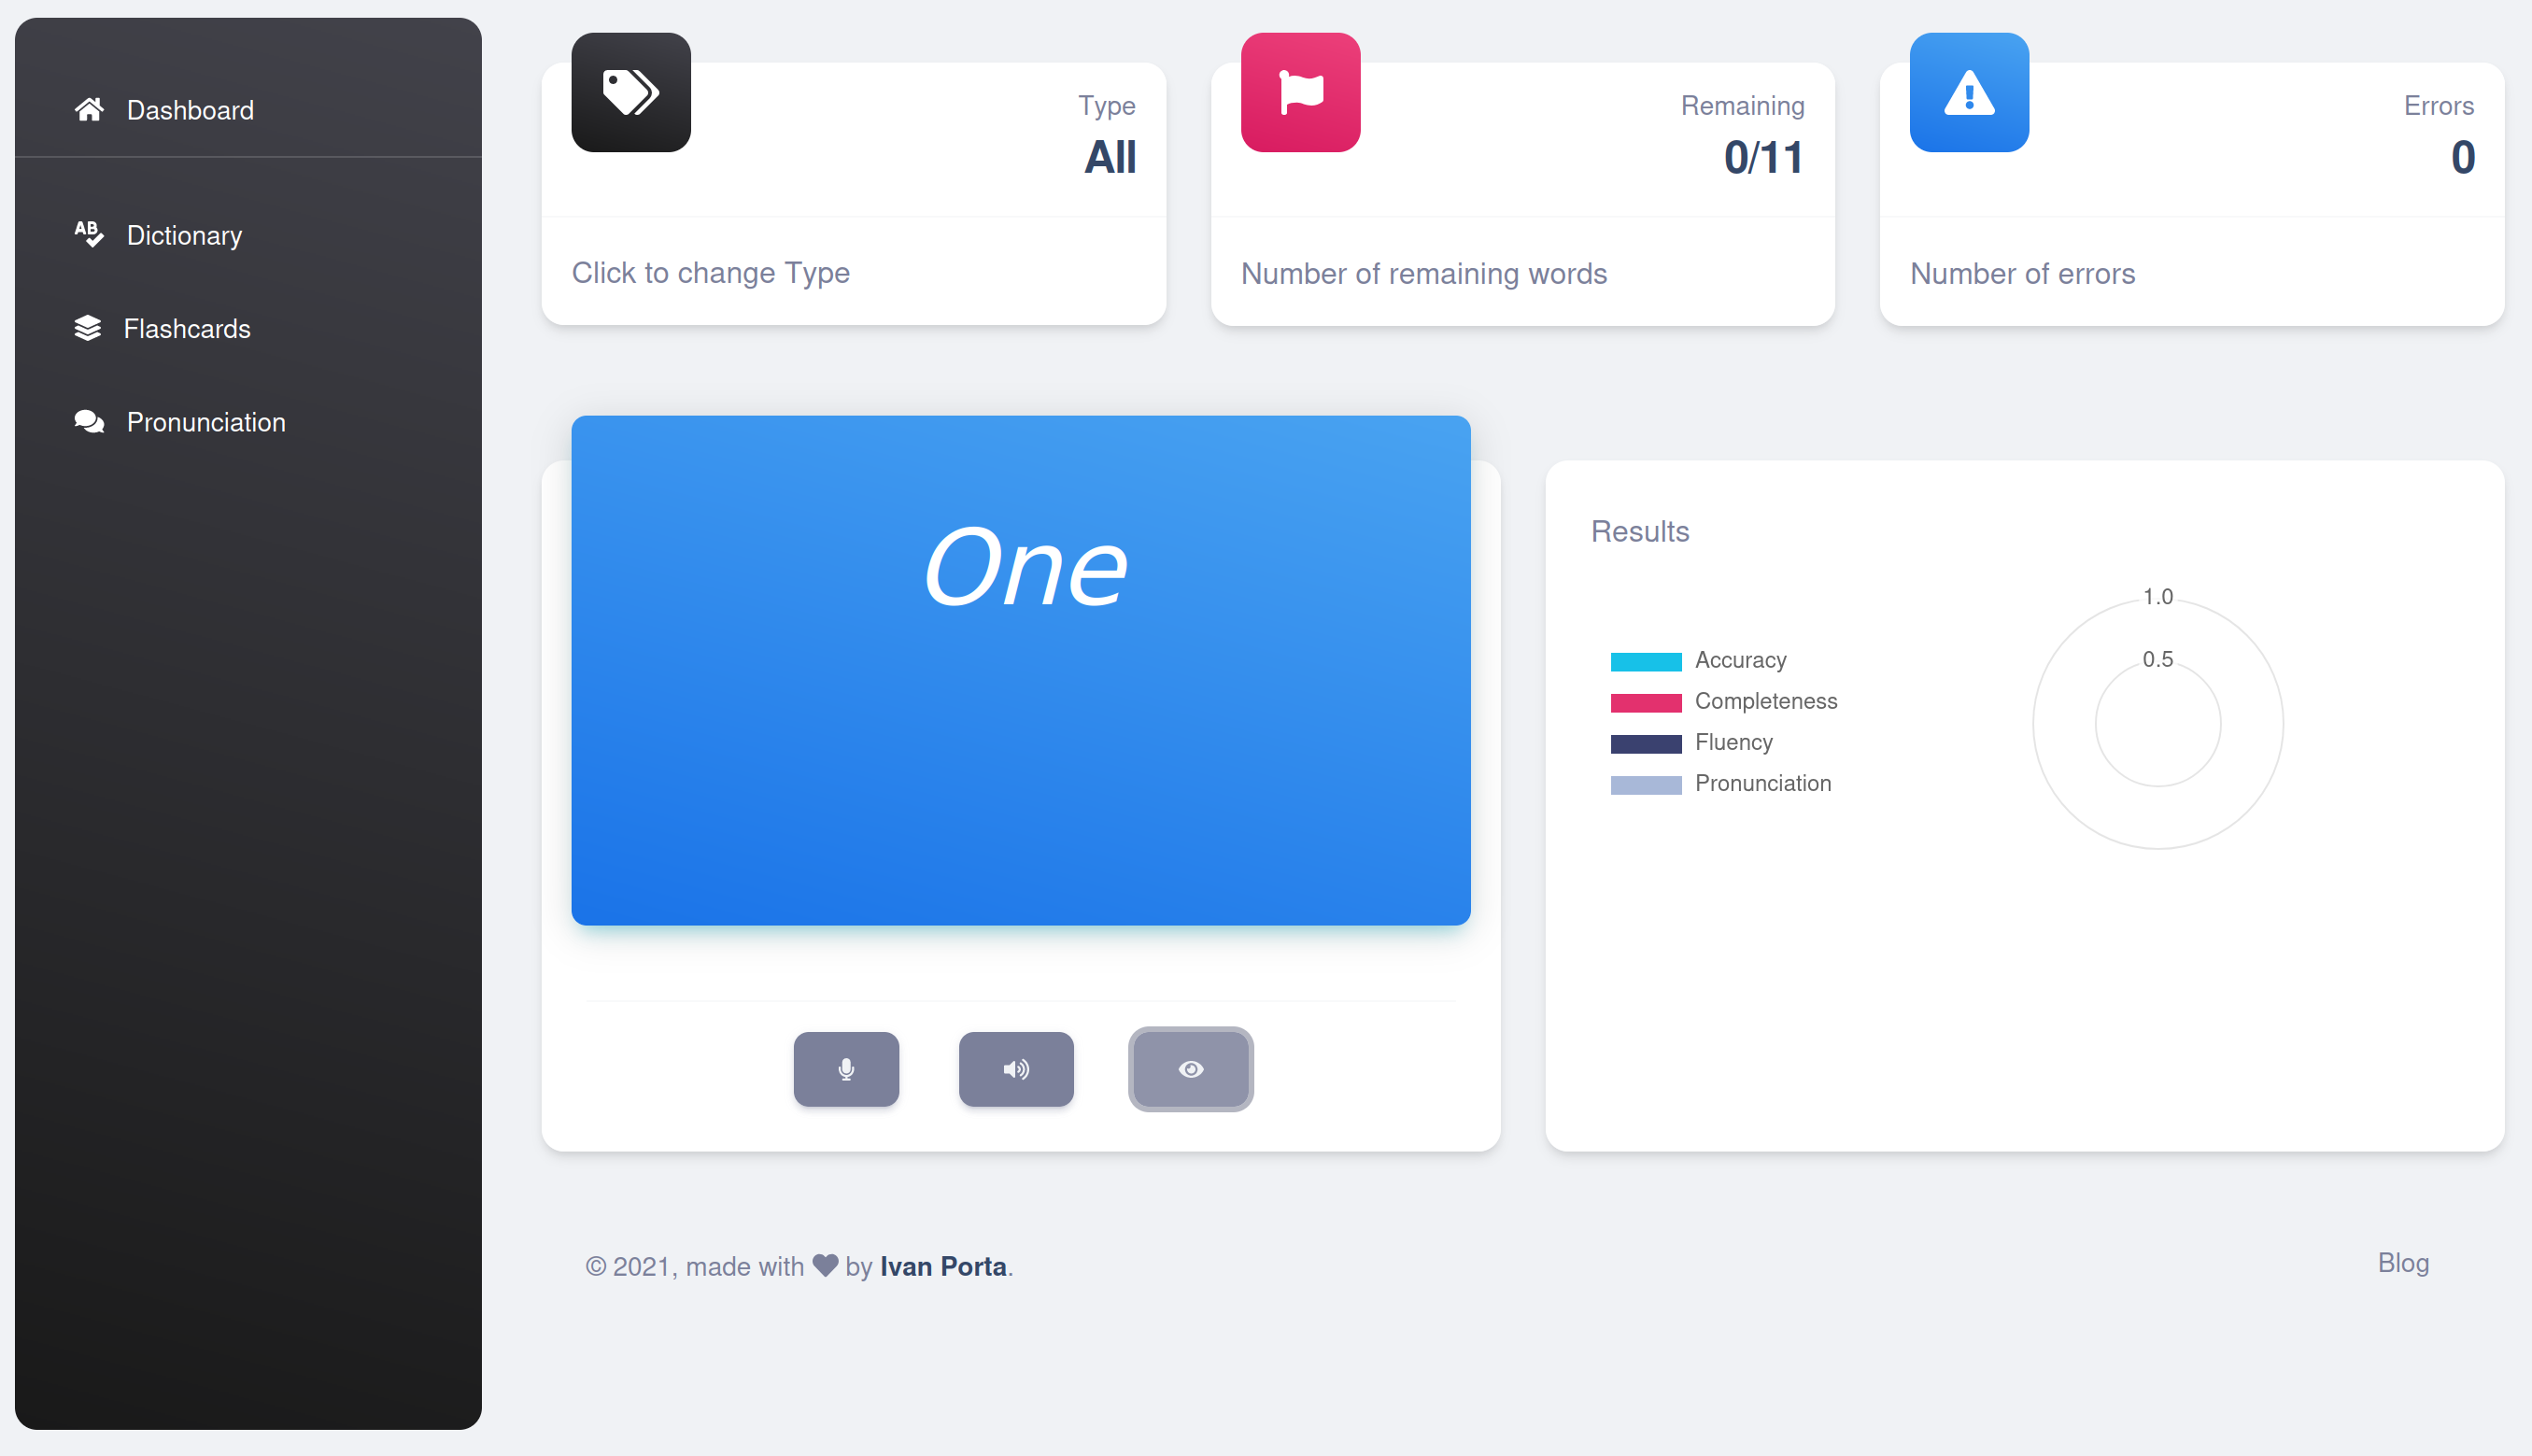 Dashboard
Dictionary
Flashcards
Pronunciation
Type
All
Click to change Type
Remaining
0/11
Number of remaining words
Errors
0
Number of errors
One
Results
Accuracy
Completeness
Fluency
Pronunciation
1.0
0.5
© 2021, made with by Ivan Porta.
Blog